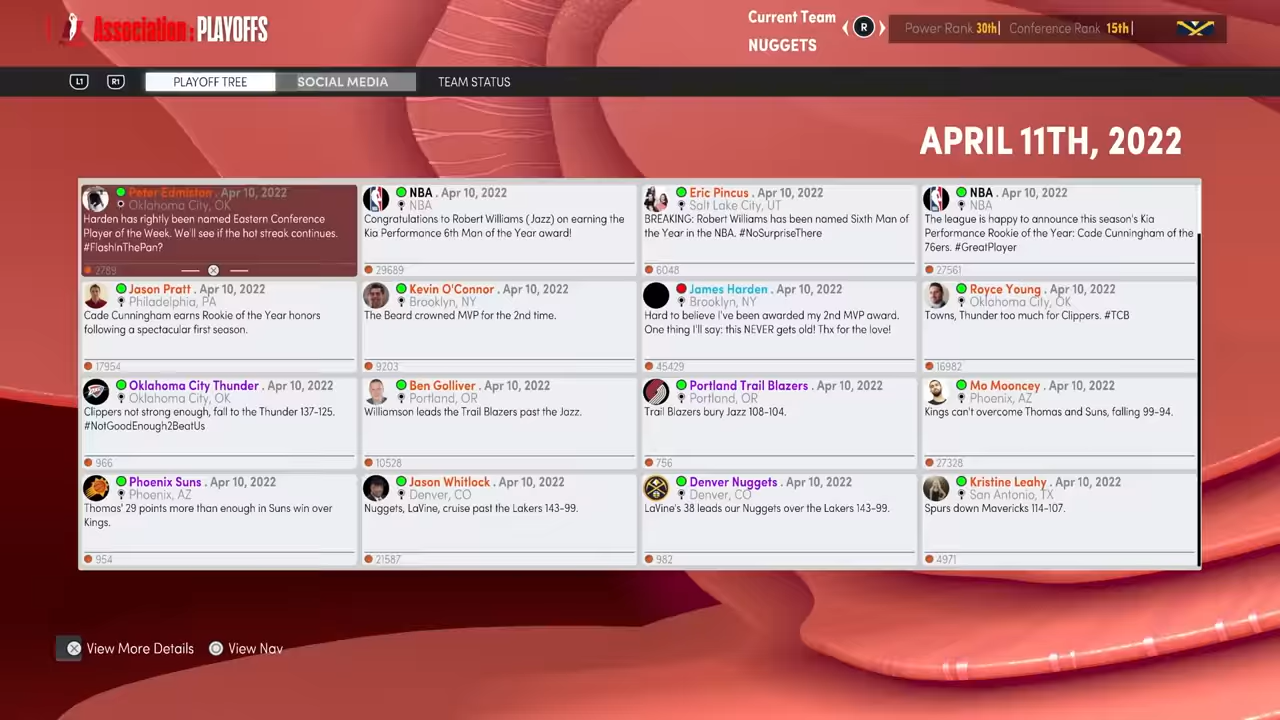 Association: PLAYOFFS
Current Team
NUGGETS
R
Power Rank 30th| Conference Rank 15th|
L1 R1 PLAYOFF TREE SOCIAL MEDIA TEAM STATUS
APRIL 11TH, 2022
Peter Edmiston . Apr 10, 2022
Oklahoma City, OK
Harden has rightly been named Eastern Conference
Player of the Week. We'll see if the hot streak continues.
#FlashInThePan?
2789
NBA . Apr 10, 2022
NBA
Congratulations to Robert Williams (Jazz) on earning the
Kia Performance 6th Man of the Year award!
29689
Eric Pincus . Apr 10, 2022
Salt Lake City, UT
BREAKING: Robert Williams has been named Sixth Man of
the Year in the NBA. #NoSurpriseThere
6048
NBA . Apr 10, 2022
NBA
The league is happy to announce this season's Kia
Performance Rookie of the Year: Cade Cunningham of the
76ers. #GreatPlayer
27561
Jason Pratt . Apr 10, 2022
Philadelphia, PA
Cade Cunningham earns Rookie of the Year honors
following a spectacular first season.
17954
Kevin O'Connor . Apr 10, 2022
Brooklyn, NY
The Beard crowned MVP for the 2nd time.
9203
James Harden . Apr 10, 2022
Brooklyn, NY
Hard to believe I've been awarded my 2nd MVP award.
One thing I'll say: this NEVER gets old! Thx for the love!
45429
Royce Young . Apr 10, 2022
Oklahoma City, OK
Towns, Thunder too much for Clippers. #TCB
16982
Oklahoma City Thunder . Apr 10, 2022
Oklahoma City, OK
Clippers not strong enough, fall to the Thunder 137-125.
#NotGoodEnough2BeatUs
966
Ben Golliver . Apr 10, 2022
Portland, OR
Williamson leads the Trail Blazers past the Jazz.
10528
Portland Trail Blazers . Apr 10, 2022
Portland, OR
Trail Blazers bury Jazz 108-104.
756
Mo Mooncey . Apr 10, 2022
Phoenix, AZ
Kings can't overcome Thomas and Suns, falling 99-94.
27328
Phoenix Suns . Apr 10, 2022
Phoenix, AZ
Thomas' 29 points more than enough in Suns win over
Kings.
954
Jason Whitlock . Apr 10, 2022
Denver, CO
Nuggets, LaVine, cruise past the Lakers 143-99.
21587
Denver Nuggets . Apr 10, 2022
Denver, CO
LaVine's 38 leads our Nuggets over the Lakers 143-99.
982
Kristine Leahy . Apr 10, 2022
San Antonio, TX
Spurs down Mavericks 114-107.
4971
View More Details View Nav